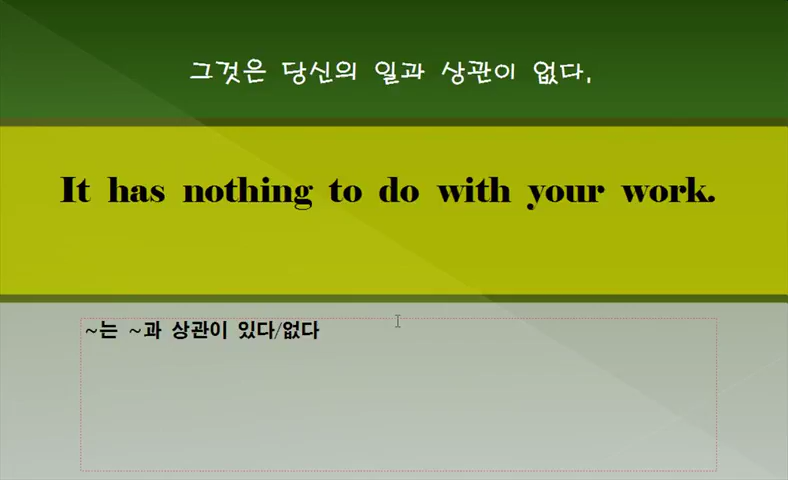 그것은 당신의 일과 상관이 없다.
It has nothing to do with your work.
~는 ~과 상관이 있다/없다